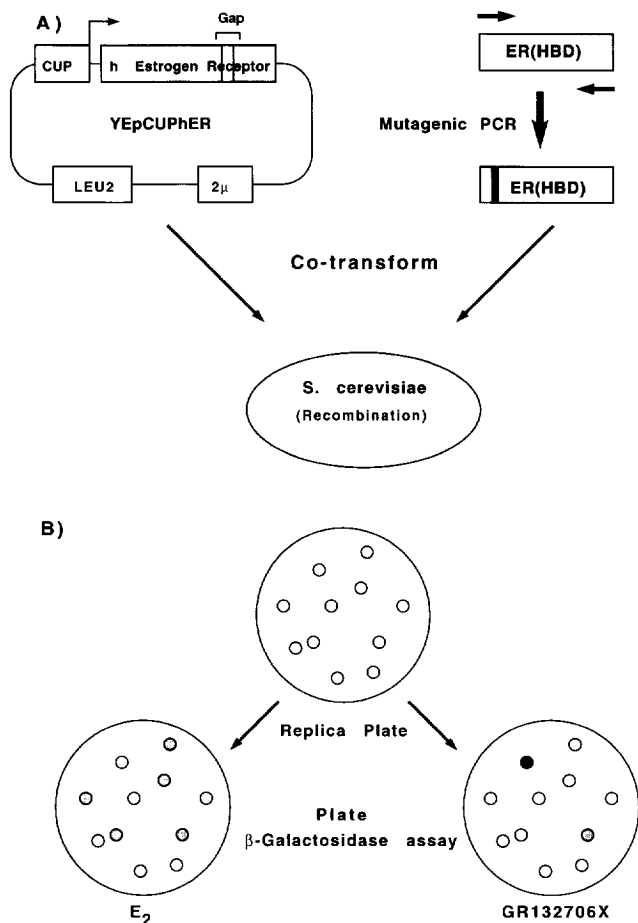 A)
Gap
CUP
h Estrogen Receptor
YEpCUPhER
LEU2
2μ
ER(HBD)
Mutagenic PCR
ER(HBD)
Co-transform
S. cerevisiae
(Recombination)
B)
Replica Plate
Plate
β-Galactosidase assay
E2
GR132706X